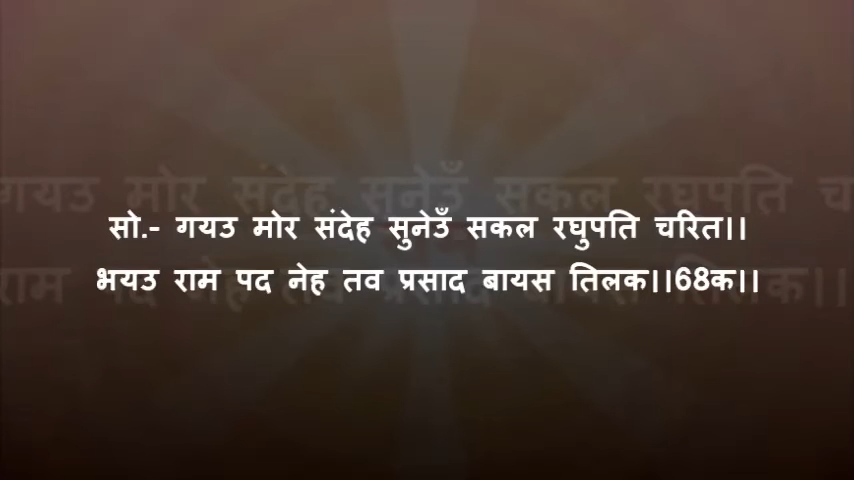 सो.- गयउ मोर संदेह सुनेउँ सकल रघुपति चरित।।
भयउ राम पद नेह तव प्रसाद बायस तिलक।।68क।।